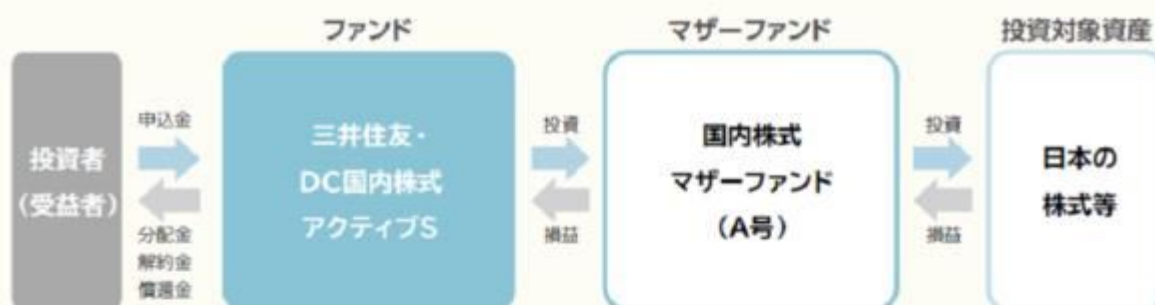 ファンド
マザーファンド
投資対象資産
投資者
(受益者)
申込金
分配金
解約金
償還金
三井住友・
DC国内株式
アクティブS
投資
損益
国内株式
マザーファンド
(A号)
投資
損益
日本の
株式等